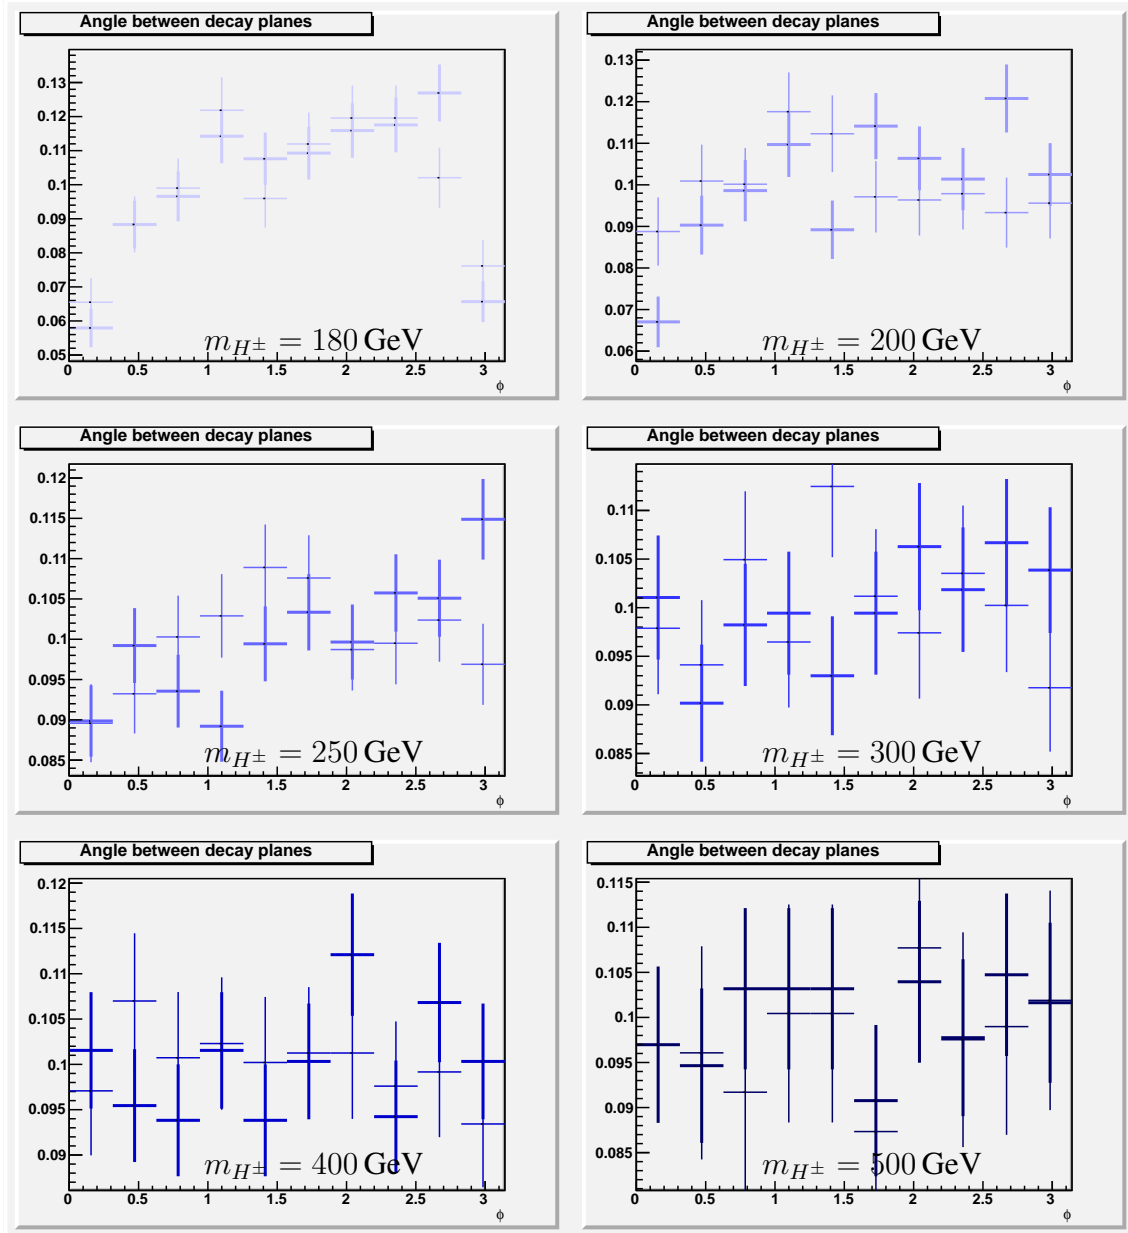 Angle between decay planes
0.13
0.12
0.11
0.1
0.09
0.08
0.07
0.06
0.05
m_{H^±} = 180 GeV
0 0.5 1 1.5 2 2.5 3
ϕ
Angle between decay planes
0.13
0.12
0.11
0.1
0.09
0.08
0.07
0.06
m_{H^±} = 200 GeV
0 0.5 1 1.5 2 2.5 3
ϕ
Angle between decay planes
0.12
0.115
0.11
0.105
0.1
0.095
0.09
0.085
m_{H^±} = 250 GeV
0 0.5 1 1.5 2 2.5 3
ϕ
Angle between decay planes
0.11
0.105
0.1
0.095
0.09
0.085
m_{H^±} = 300 GeV
0 0.5 1 1.5 2 2.5 3
ϕ
Angle between decay planes
0.12
0.115
0.11
0.105
0.1
0.095
0.09
m_{H^±} = 400 GeV
0 0.5 1 1.5 2 2.5 3
ϕ
Angle between decay planes
0.115
0.11
0.105
0.1
0.095
0.09
0.085
m_{H^±} = 500 GeV
0 0.5 1 1.5 2 2.5 3
ϕ